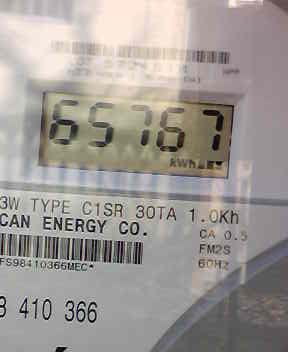 65767
KWh
3W TYPE C1SR 30TA 1.0Kh
CAN ENERGY CO.
CA 0.5
FM2S
FS98410366MEC*
60Hz
8 410 366